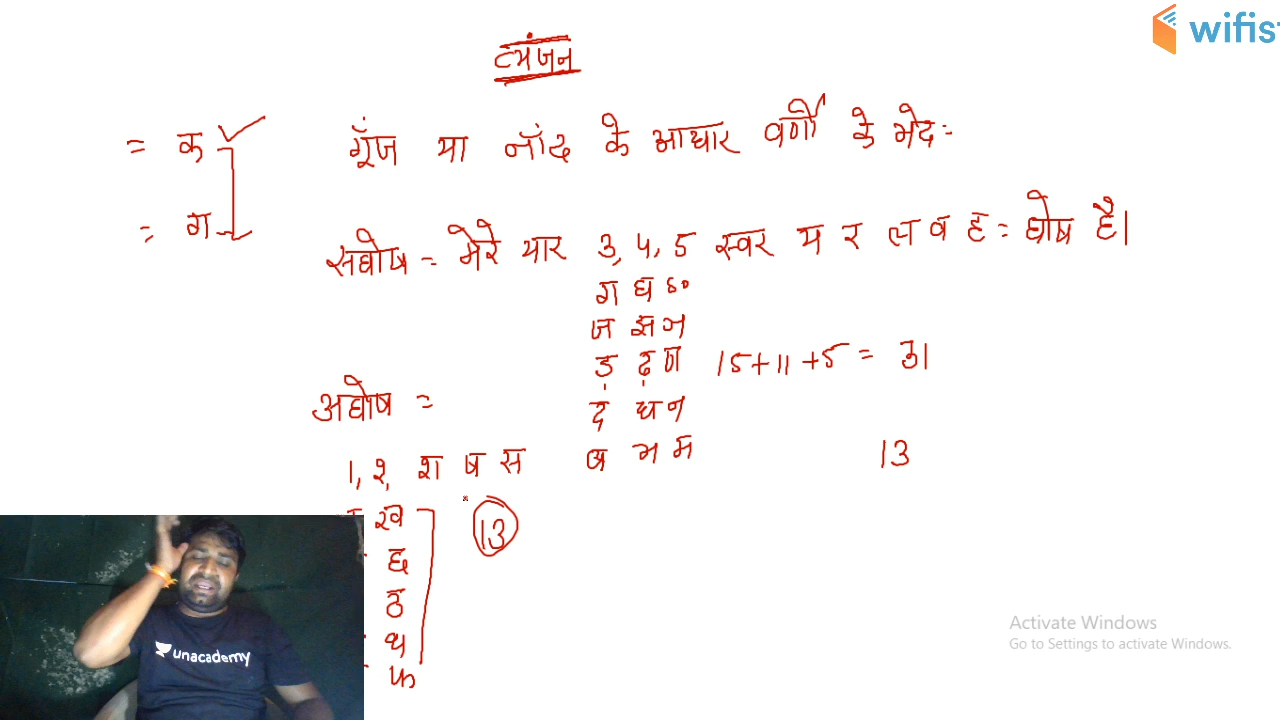 wifist
व्यंजन
= क
गूँज या नाँद के आधार वर्गों के भेद =
= ग
सघोष = मेरे यार 3, 4, 5 स्वर य र ल व ह = घोष है।
ग घ ङ
ज झ ञ
ड ढ ण 15+11+5 = 31
अघोष =
द ध न
1, 2, श ष स ब भ म 13
ख 13
छ
ठ
थ
फ
unacademy
Activate Windows
Go to Settings to activate Windows.